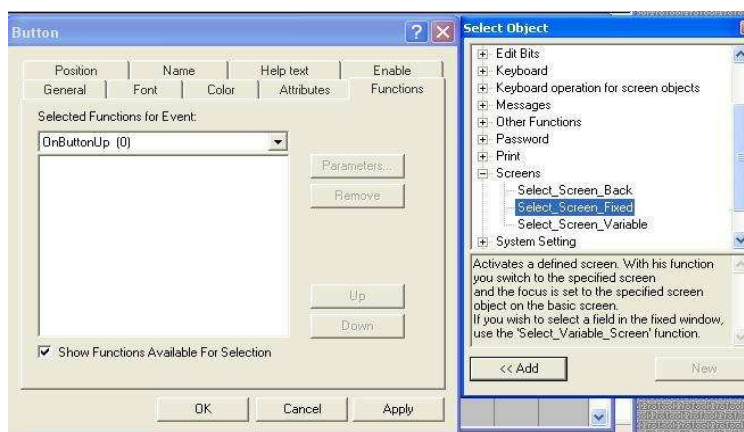 Button
Position Name Help text Enable
General Font Color Attributes Functions
Selected Functions for Event:
OnButtonUp (0)
Parameters...
Remove
Up
Down
Show Functions Available For Selection
OK Cancel Apply
Select Object
Edit Bits
Keyboard
Keyboard operation for screen objects
Messages
Other Functions
Password
Print
Screens
Select_Screen_Back
Select_Screen_Fixed
Select_Screen_Variable
System Setting
Activates a defined screen. With his function
you switch to the specified screen
and the focus is set to the specified screen
object on the basic screen.
If you wish to select a field in the fixed window,
use the 'Select_Variable_Screen' function.
<< Add New